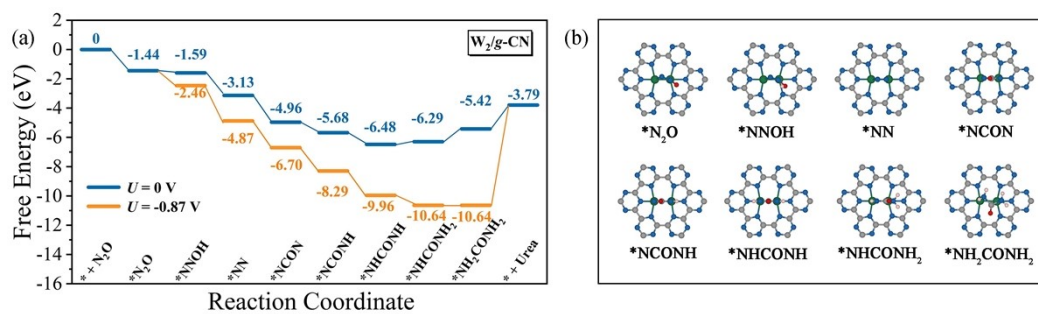 (a)
W2/g-CN
Free Energy (eV)
2
0
-2
-4
-6
-8
-10
-12
-14
-16
0
-1.44
-1.59
-3.13
-4.96
-5.68
-6.48
-6.29
-5.42
-3.79
-2.46
-4.87
-6.70
-8.29
-9.96
-10.64
-10.64
U = 0 V
U = -0.87 V
* + N2O
*N2O
*NNOH
*NN
*NCON
*NCONH
*NHCONH
*NHCONH2
*NH2CONH2
* + Urea
Reaction Coordinate
(b)
*N2O
*NNOH
*NN
*NCON
*NCONH
*NHCONH
*NHCONH2
*NH2CONH2